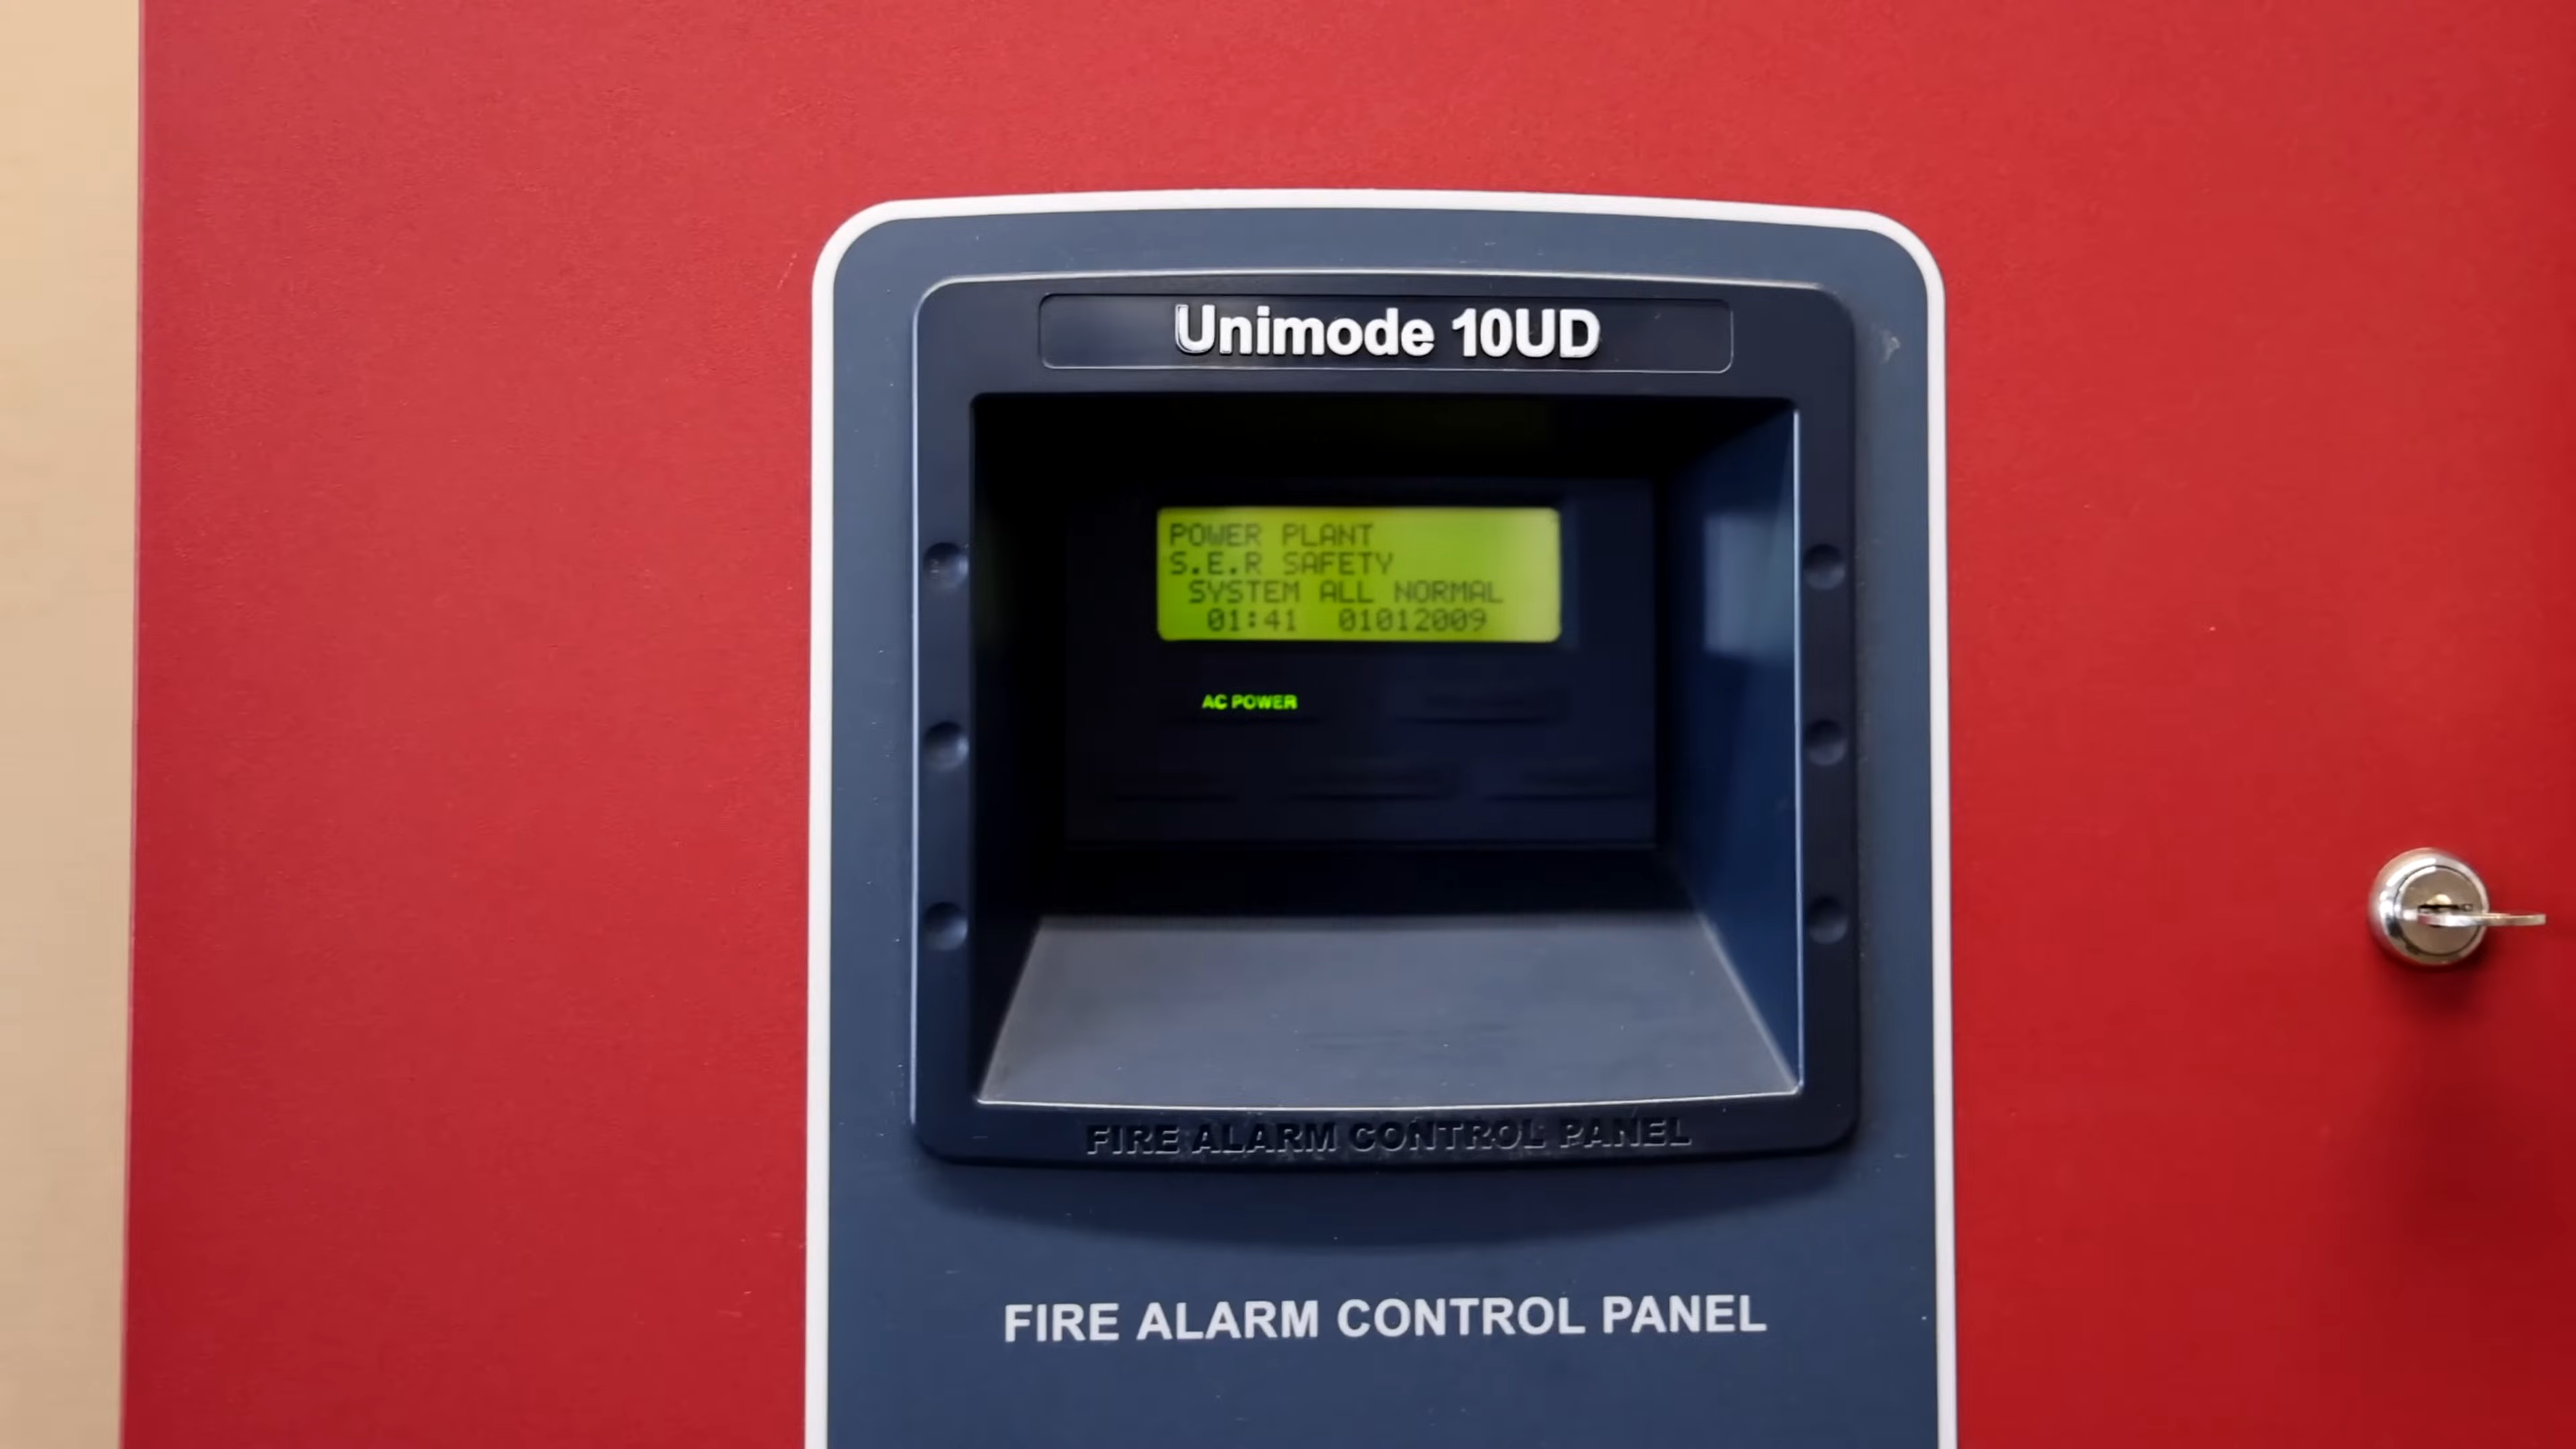 Unimode 10UD
POWER PLANT
S.E.R SAFETY
SYSTEM ALL NORMAL
01:41 01012009
AC POWER
FIRE ALARM CONTROL PANEL
FIRE ALARM CONTROL PANEL